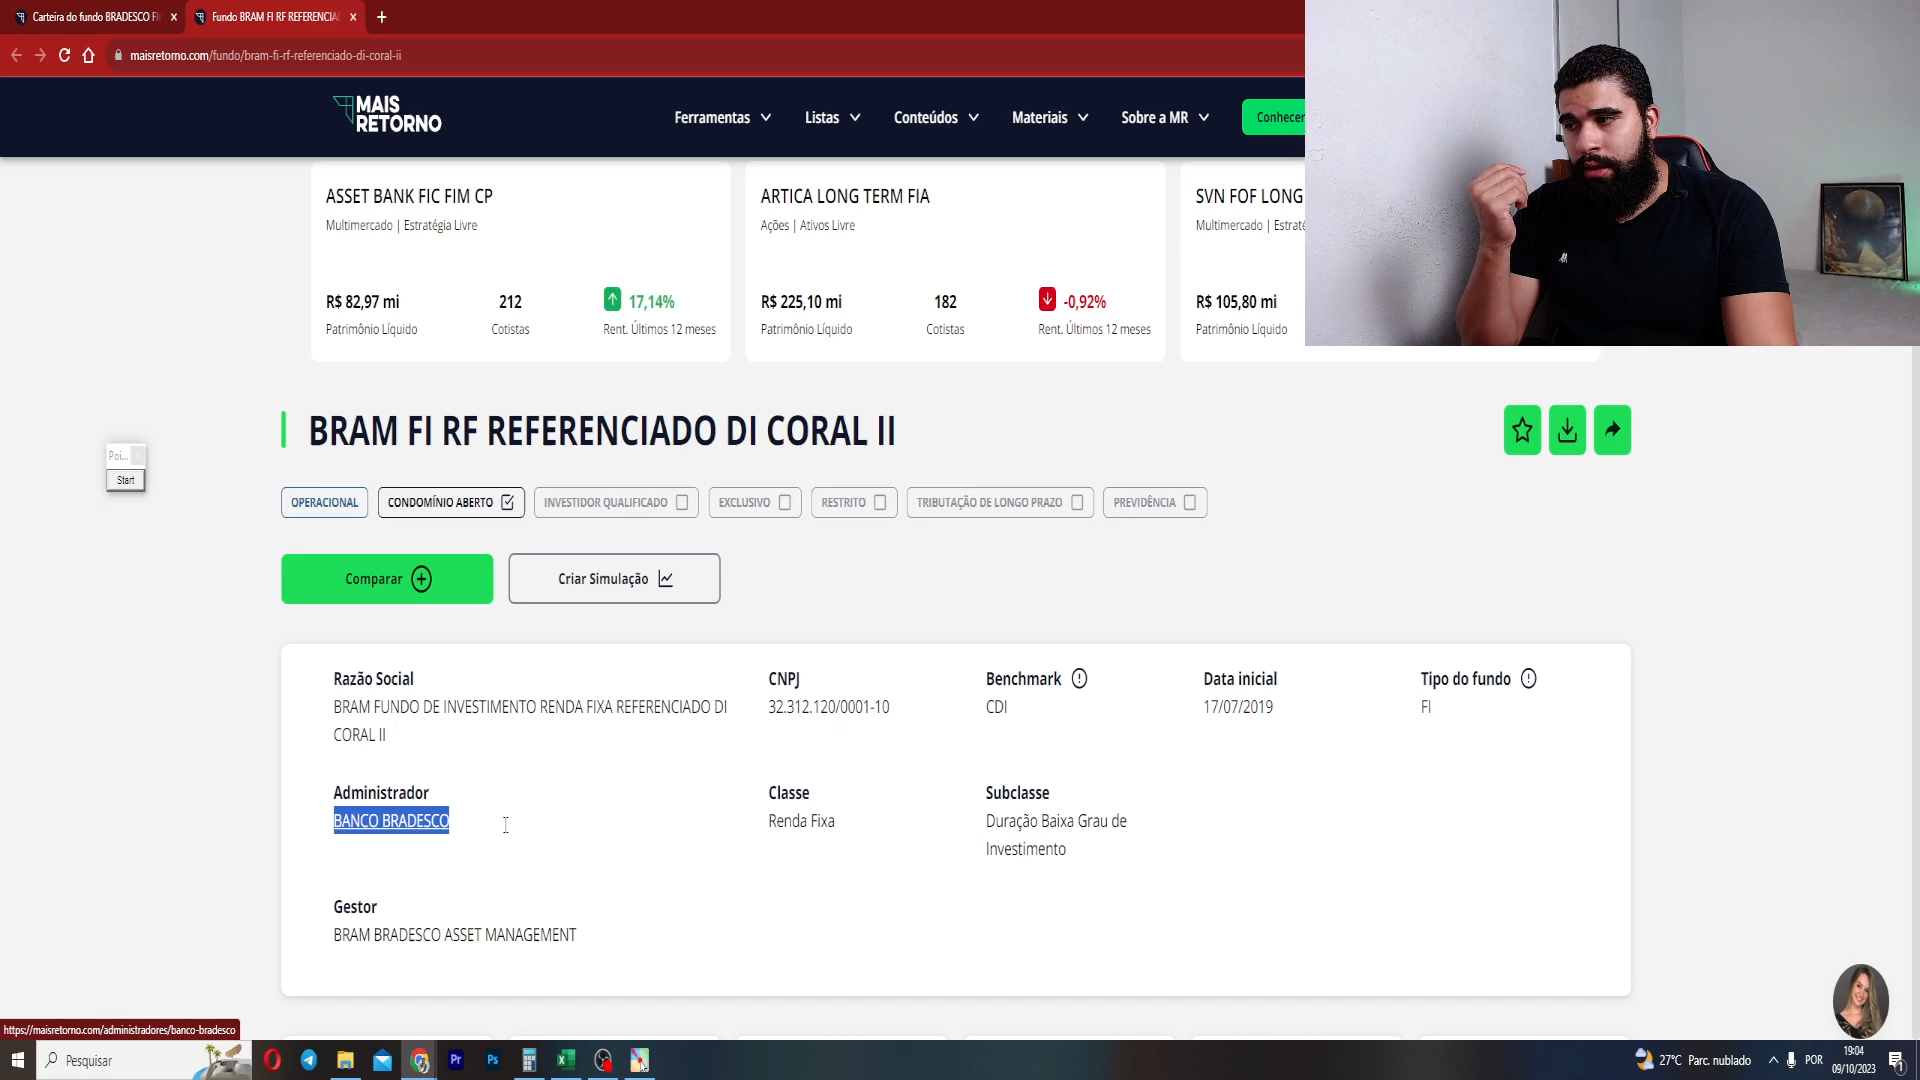 Carteira do fundo BRADESCO FI
Fundo BRAM FI RF REFERENCIA
maisretorno.com/fundo/bram-fi-rf-referenciado-di-coral-ii
MAIS
RETORNO
Ferramentas
Listas
Conteúdos
Materiais
Sobre a MR
Conhecer
ASSET BANK FIC FIM CP
Multimercado | Estratégia Livre
R$ 82,97 mi
212
17,14%
Patrimônio Líquido
Cotistas
Rent. Últimos 12 meses
ARTICA LONG TERM FIA
Ações | Ativos Livre
R$ 225,10 mi
182
-0,92%
Patrimônio Líquido
Cotistas
Rent. Últimos 12 meses
SVN FOF LONG
Multimercado | Estraté
R$ 105,80 mi
Patrimônio Líquido
BRAM FI RF REFERENCIADO DI CORAL II
Poi...
Start
OPERACIONAL
CONDOMÍNIO ABERTO
INVESTIDOR QUALIFICADO
EXCLUSIVO
RESTRITO
TRIBUTAÇÃO DE LONGO PRAZO
PREVIDÊNCIA
Comparar
Criar Simulação
Razão Social
BRAM FUNDO DE INVESTIMENTO RENDA FIXA REFERENCIADO DI
CORAL II
CNPJ
32.312.120/0001-10
Benchmark
CDI
Data inicial
17/07/2019
Tipo do fundo
FI
Administrador
BANCO BRADESCO
Classe
Renda Fixa
Subclasse
Duração Baixa Grau de
Investimento
Gestor
BRAM BRADESCO ASSET MANAGEMENT
https://maisretorno.com/administradores/banco-bradesco
Pesquisar
Pr
Ps
27°C Parc. nublado
POR
19:04
09/10/2023
1